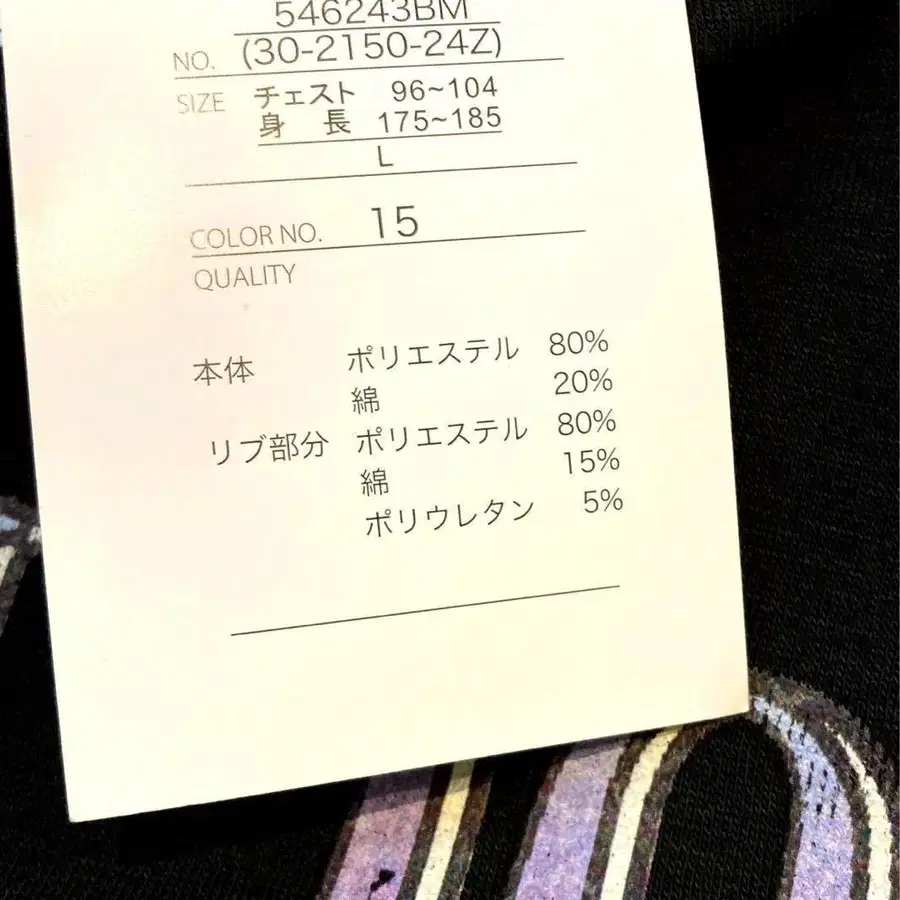 546243BM
NO. (30-2150-24Z)
SIZE チェスト 96~104
身長 175~185
L
COLOR NO. 15
QUALITY
本体 ポリエステル 80%
綿 20%
リブ部分 ポリエステル 80%
綿 15%
ポリウレタン 5%